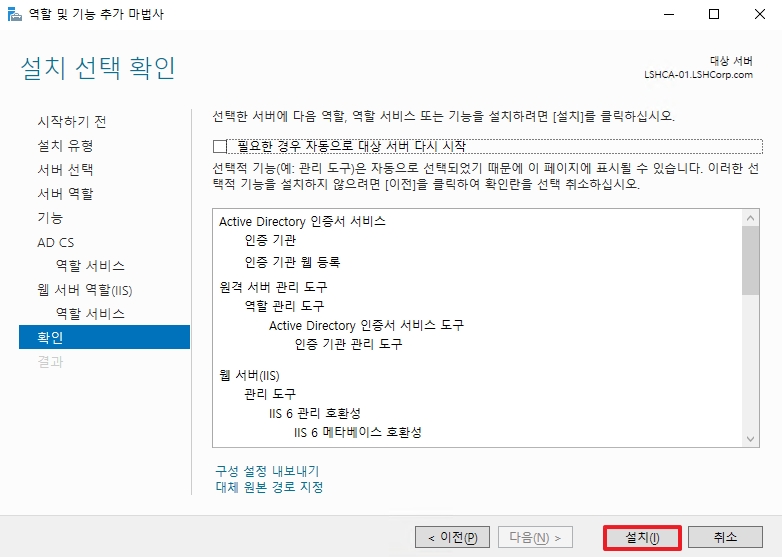 역할 및 기능 추가 마법사
설치 선택 확인
대상 서버
LSHCA-01.LSHCorp.com
시작하기 전
설치 유형
서버 선택
서버 역할
기능
AD CS
역할 서비스
웹 서버 역할(IIS)
역할 서비스
확인
결과
선택한 서버에 다음 역할, 역할 서비스 또는 기능을 설치하려면 [설치]를 클릭하십시오.
필요한 경우 자동으로 대상 서버 다시 시작
선택적 기능(예: 관리 도구)은 자동으로 선택되었기 때문에 이 페이지에 표시될 수 있습니다. 이러한 선
택적 기능을 설치하지 않으려면 [이전]을 클릭하여 확인란을 선택 취소하십시오.
Active Directory 인증서 서비스
인증 기관
인증 기관 웹 등록
원격 서버 관리 도구
역할 관리 도구
Active Directory 인증서 서비스 도구
인증 기관 관리 도구
웹 서버(IIS)
관리 도구
IIS 6 관리 호환성
IIS 6 메타베이스 호환성
구성 설정 내보내기
대체 원본 경로 지정
< 이전(P)
다음(N) >
설치(I)
취소